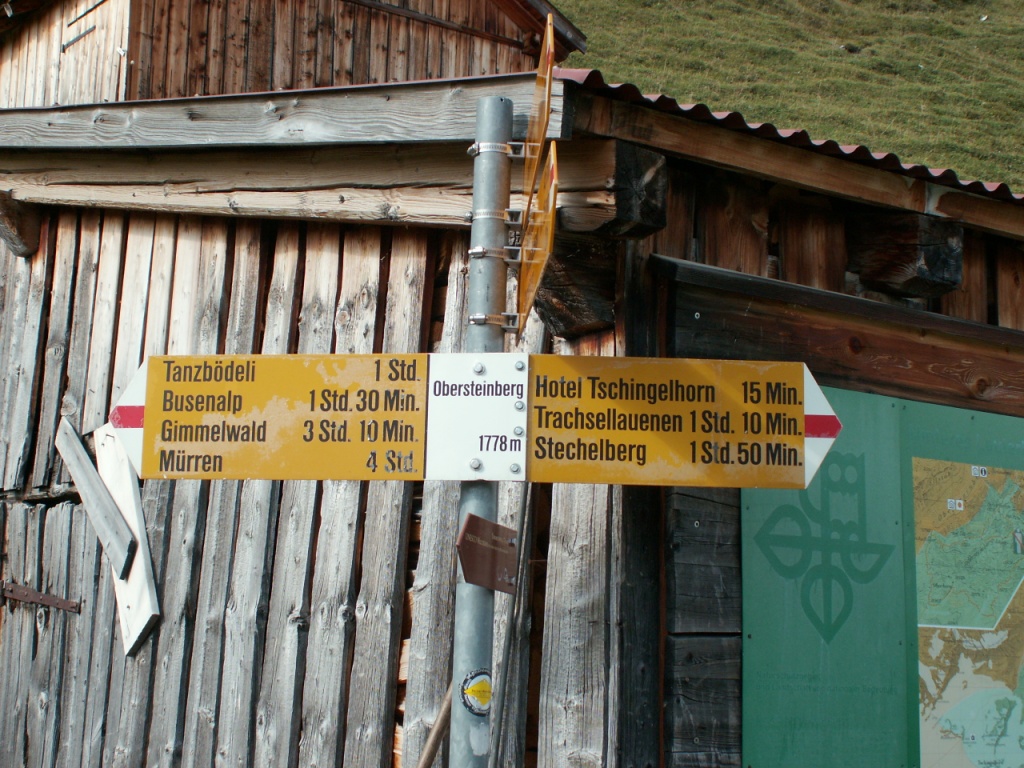 Tanzbödeli 1 Std.
Busenalp 1 Std. 30 Min.
Gimmelwald 3 Std. 10 Min.
Mürren 4 Std.
Obersteinberg
1778 m
Hotel Tschingelhorn 15 Min.
Trachsellauenen 1 Std. 10 Min.
Stechelberg 1 Std. 50 Min.